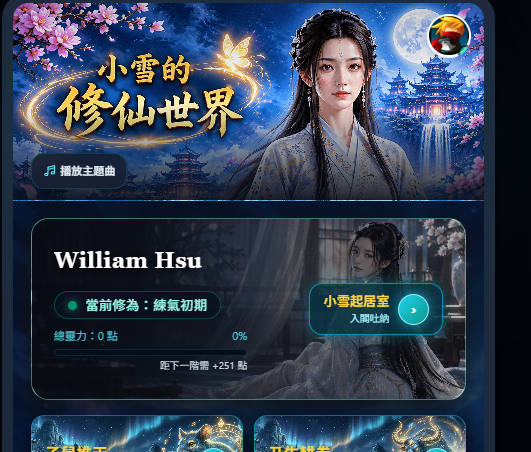 小雪的
修仙世界
播放主題曲
William Hsu
當前修為：練氣初期
總靈力：0 點
0%
距下一階需 +251 點
小雪起居室
入閣吐納